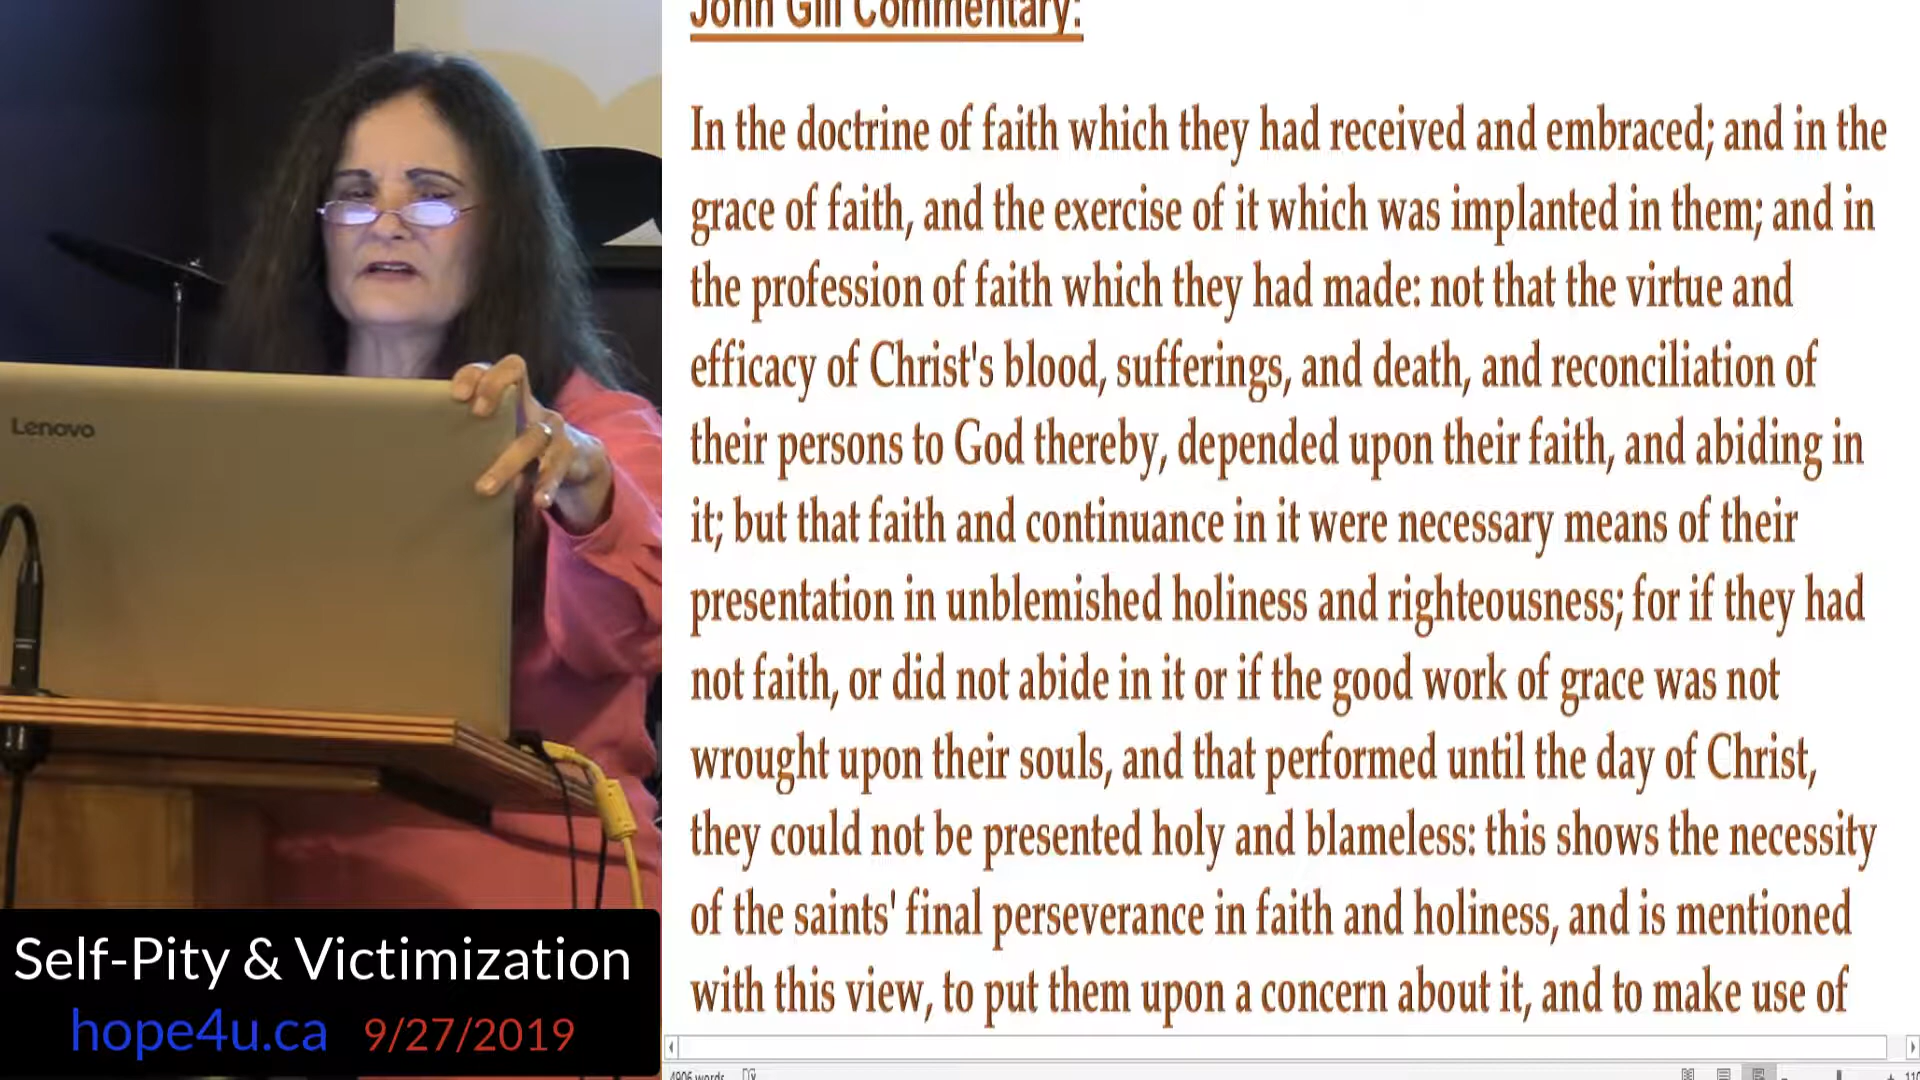 John Gill Commentary:
In the doctrine of faith which they had received and embraced; and in the
grace of faith, and the exercise of it which was implanted in them; and in
the profession of faith which they had made: not that the virtue and
efficacy of Christ's blood, sufferings, and death, and reconciliation of
their persons to God thereby, depended upon their faith, and abiding in
it; but that faith and continuance in it were necessary means of their
presentation in unblemished holiness and righteousness; for if they had
not faith, or did not abide in it or if the good work of grace was not
wrought upon their souls, and that performed until the day of Christ,
they could not be presented holy and blameless: this shows the necessity
of the saints' final perseverance in faith and holiness, and is mentioned
with this view, to put them upon a concern about it, and to make use of
4906 words
Lenovo
Self-Pity & Victimization
hope4u.ca 9/27/2019